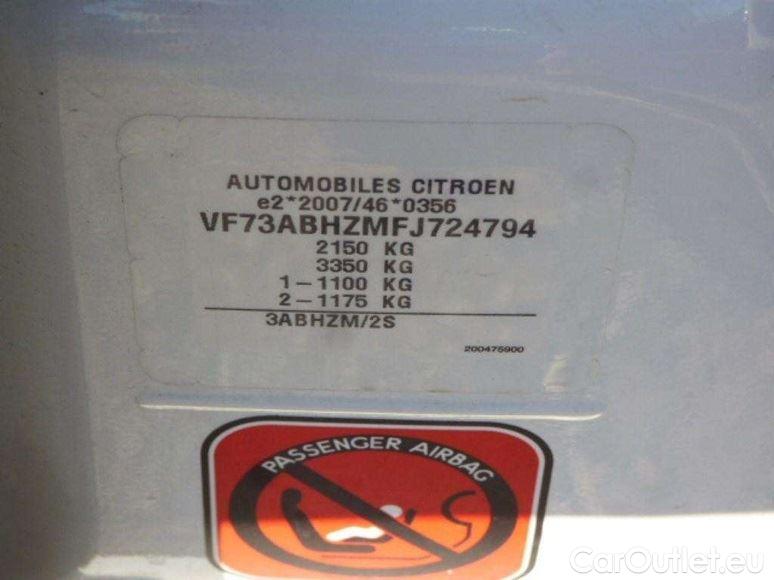 AUTOMOBILES CITROEN
e2*2007/46*0356
VF73ABHZMFJ724794
2150 KG
3350 KG
1-1100 KG
2-1175 KG
3ABHZM/2S
200475900
PASSENGER AIRBAG
CarOutlet.eu